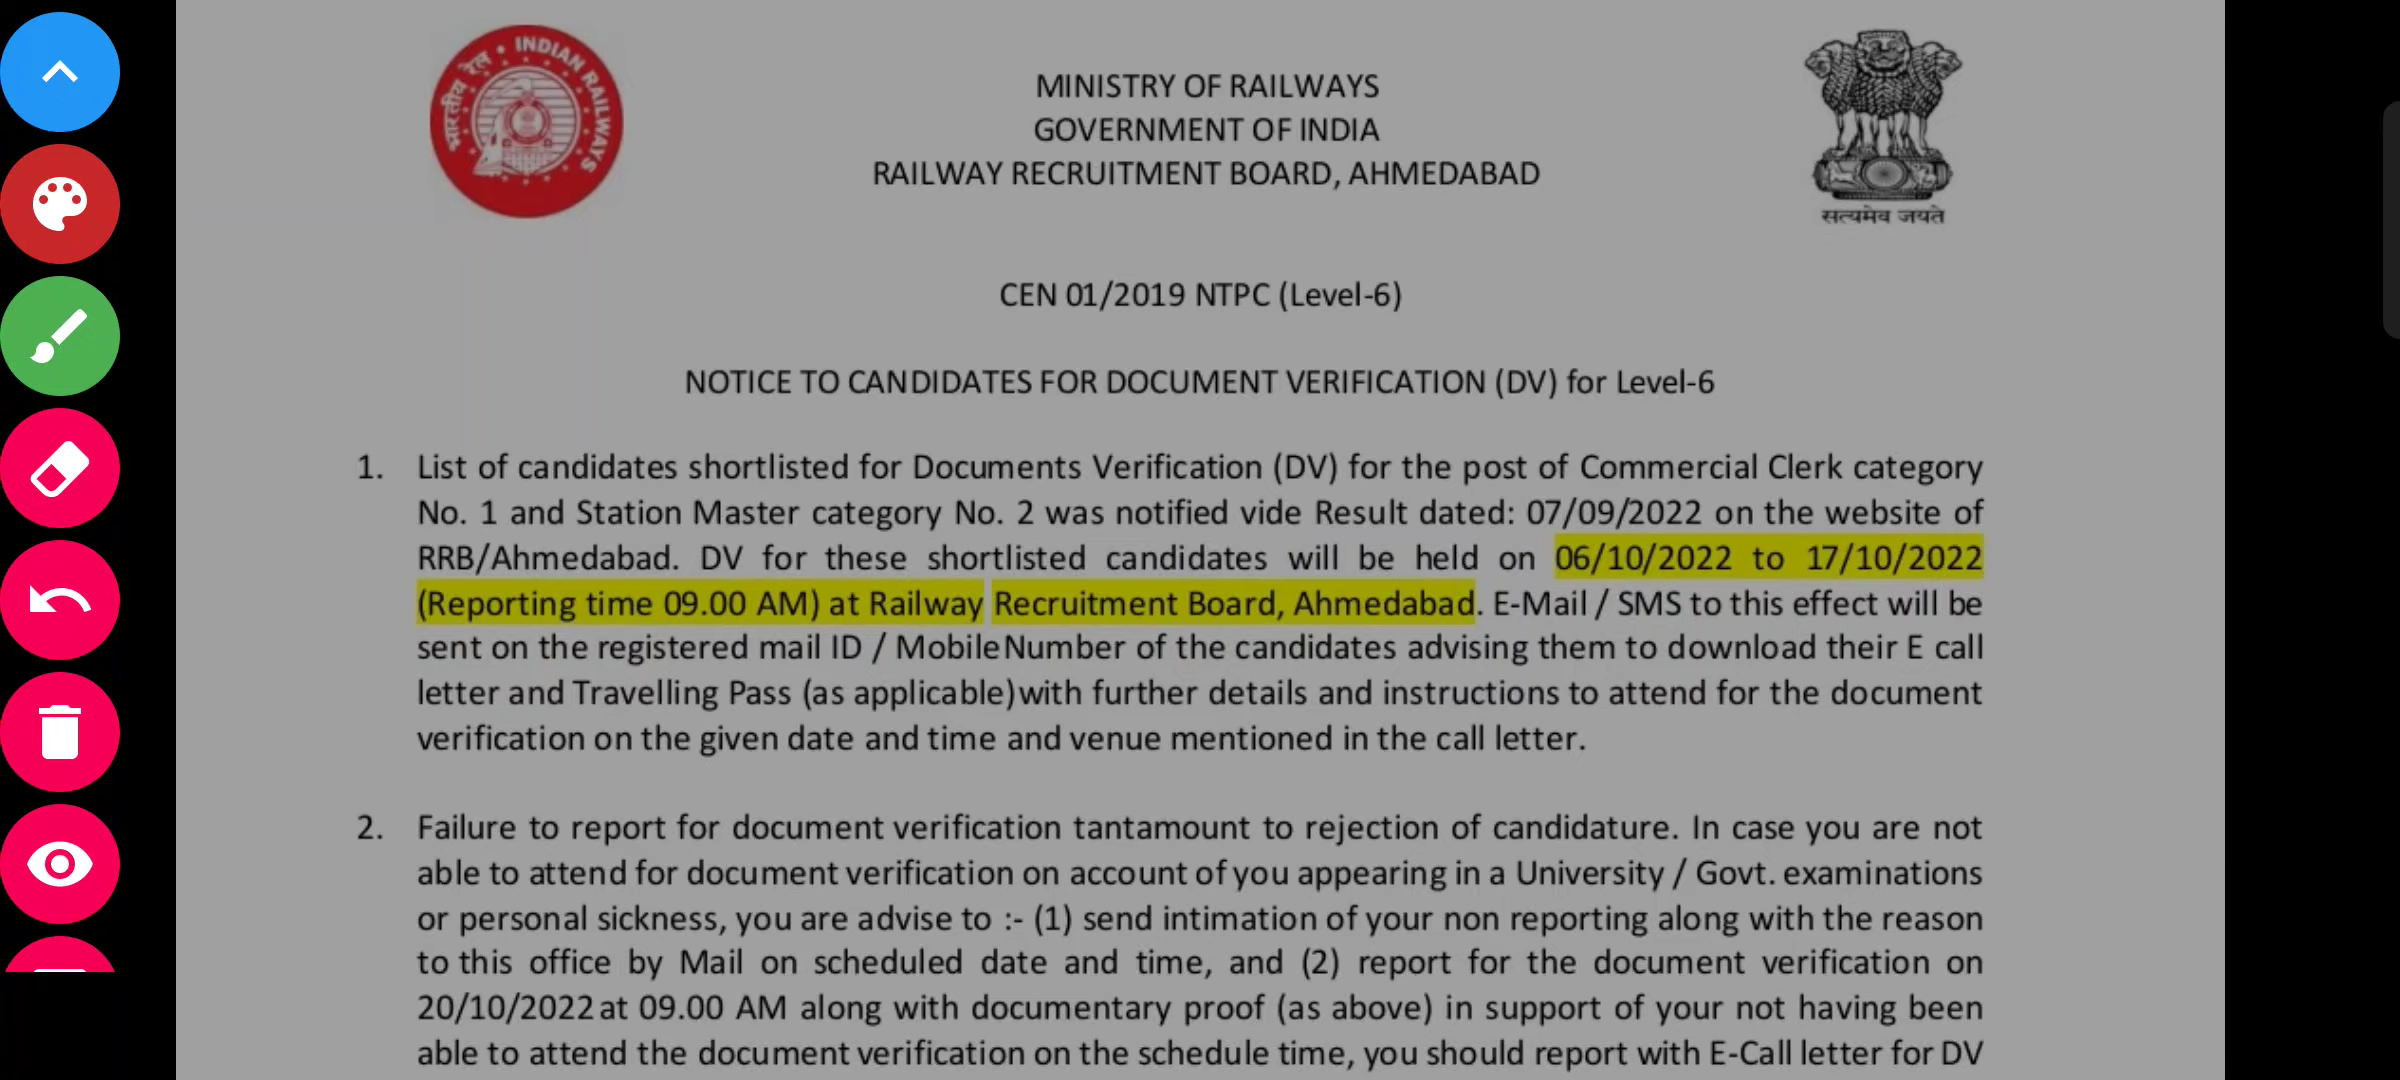 भारतीय रेल • INDIAN RAILWAYS
MINISTRY OF RAILWAYS
GOVERNMENT OF INDIA
RAILWAY RECRUITMENT BOARD, AHMEDABAD
सत्यमेव जयते
CEN 01/2019 NTPC (Level-6)
NOTICE TO CANDIDATES FOR DOCUMENT VERIFICATION (DV) for Level-6
1. List of candidates shortlisted for Documents Verification (DV) for the post of Commercial Clerk category
No. 1 and Station Master category No. 2 was notified vide Result dated: 07/09/2022 on the website of
RRB/Ahmedabad. DV for these shortlisted candidates will be held on 06/10/2022 to 17/10/2022
(Reporting time 09.00 AM) at Railway Recruitment Board, Ahmedabad. E-Mail / SMS to this effect will be
sent on the registered mail ID / Mobile Number of the candidates advising them to download their E call
letter and Travelling Pass (as applicable) with further details and instructions to attend for the document
verification on the given date and time and venue mentioned in the call letter.
2. Failure to report for document verification tantamount to rejection of candidature. In case you are not
able to attend for document verification on account of you appearing in a University / Govt. examinations
or personal sickness, you are advise to :- (1) send intimation of your non reporting along with the reason
to this office by Mail on scheduled date and time, and (2) report for the document verification on
20/10/2022 at 09.00 AM along with documentary proof (as above) in support of your not having been
able to attend the document verification on the schedule time, you should report with E-Call letter for DV